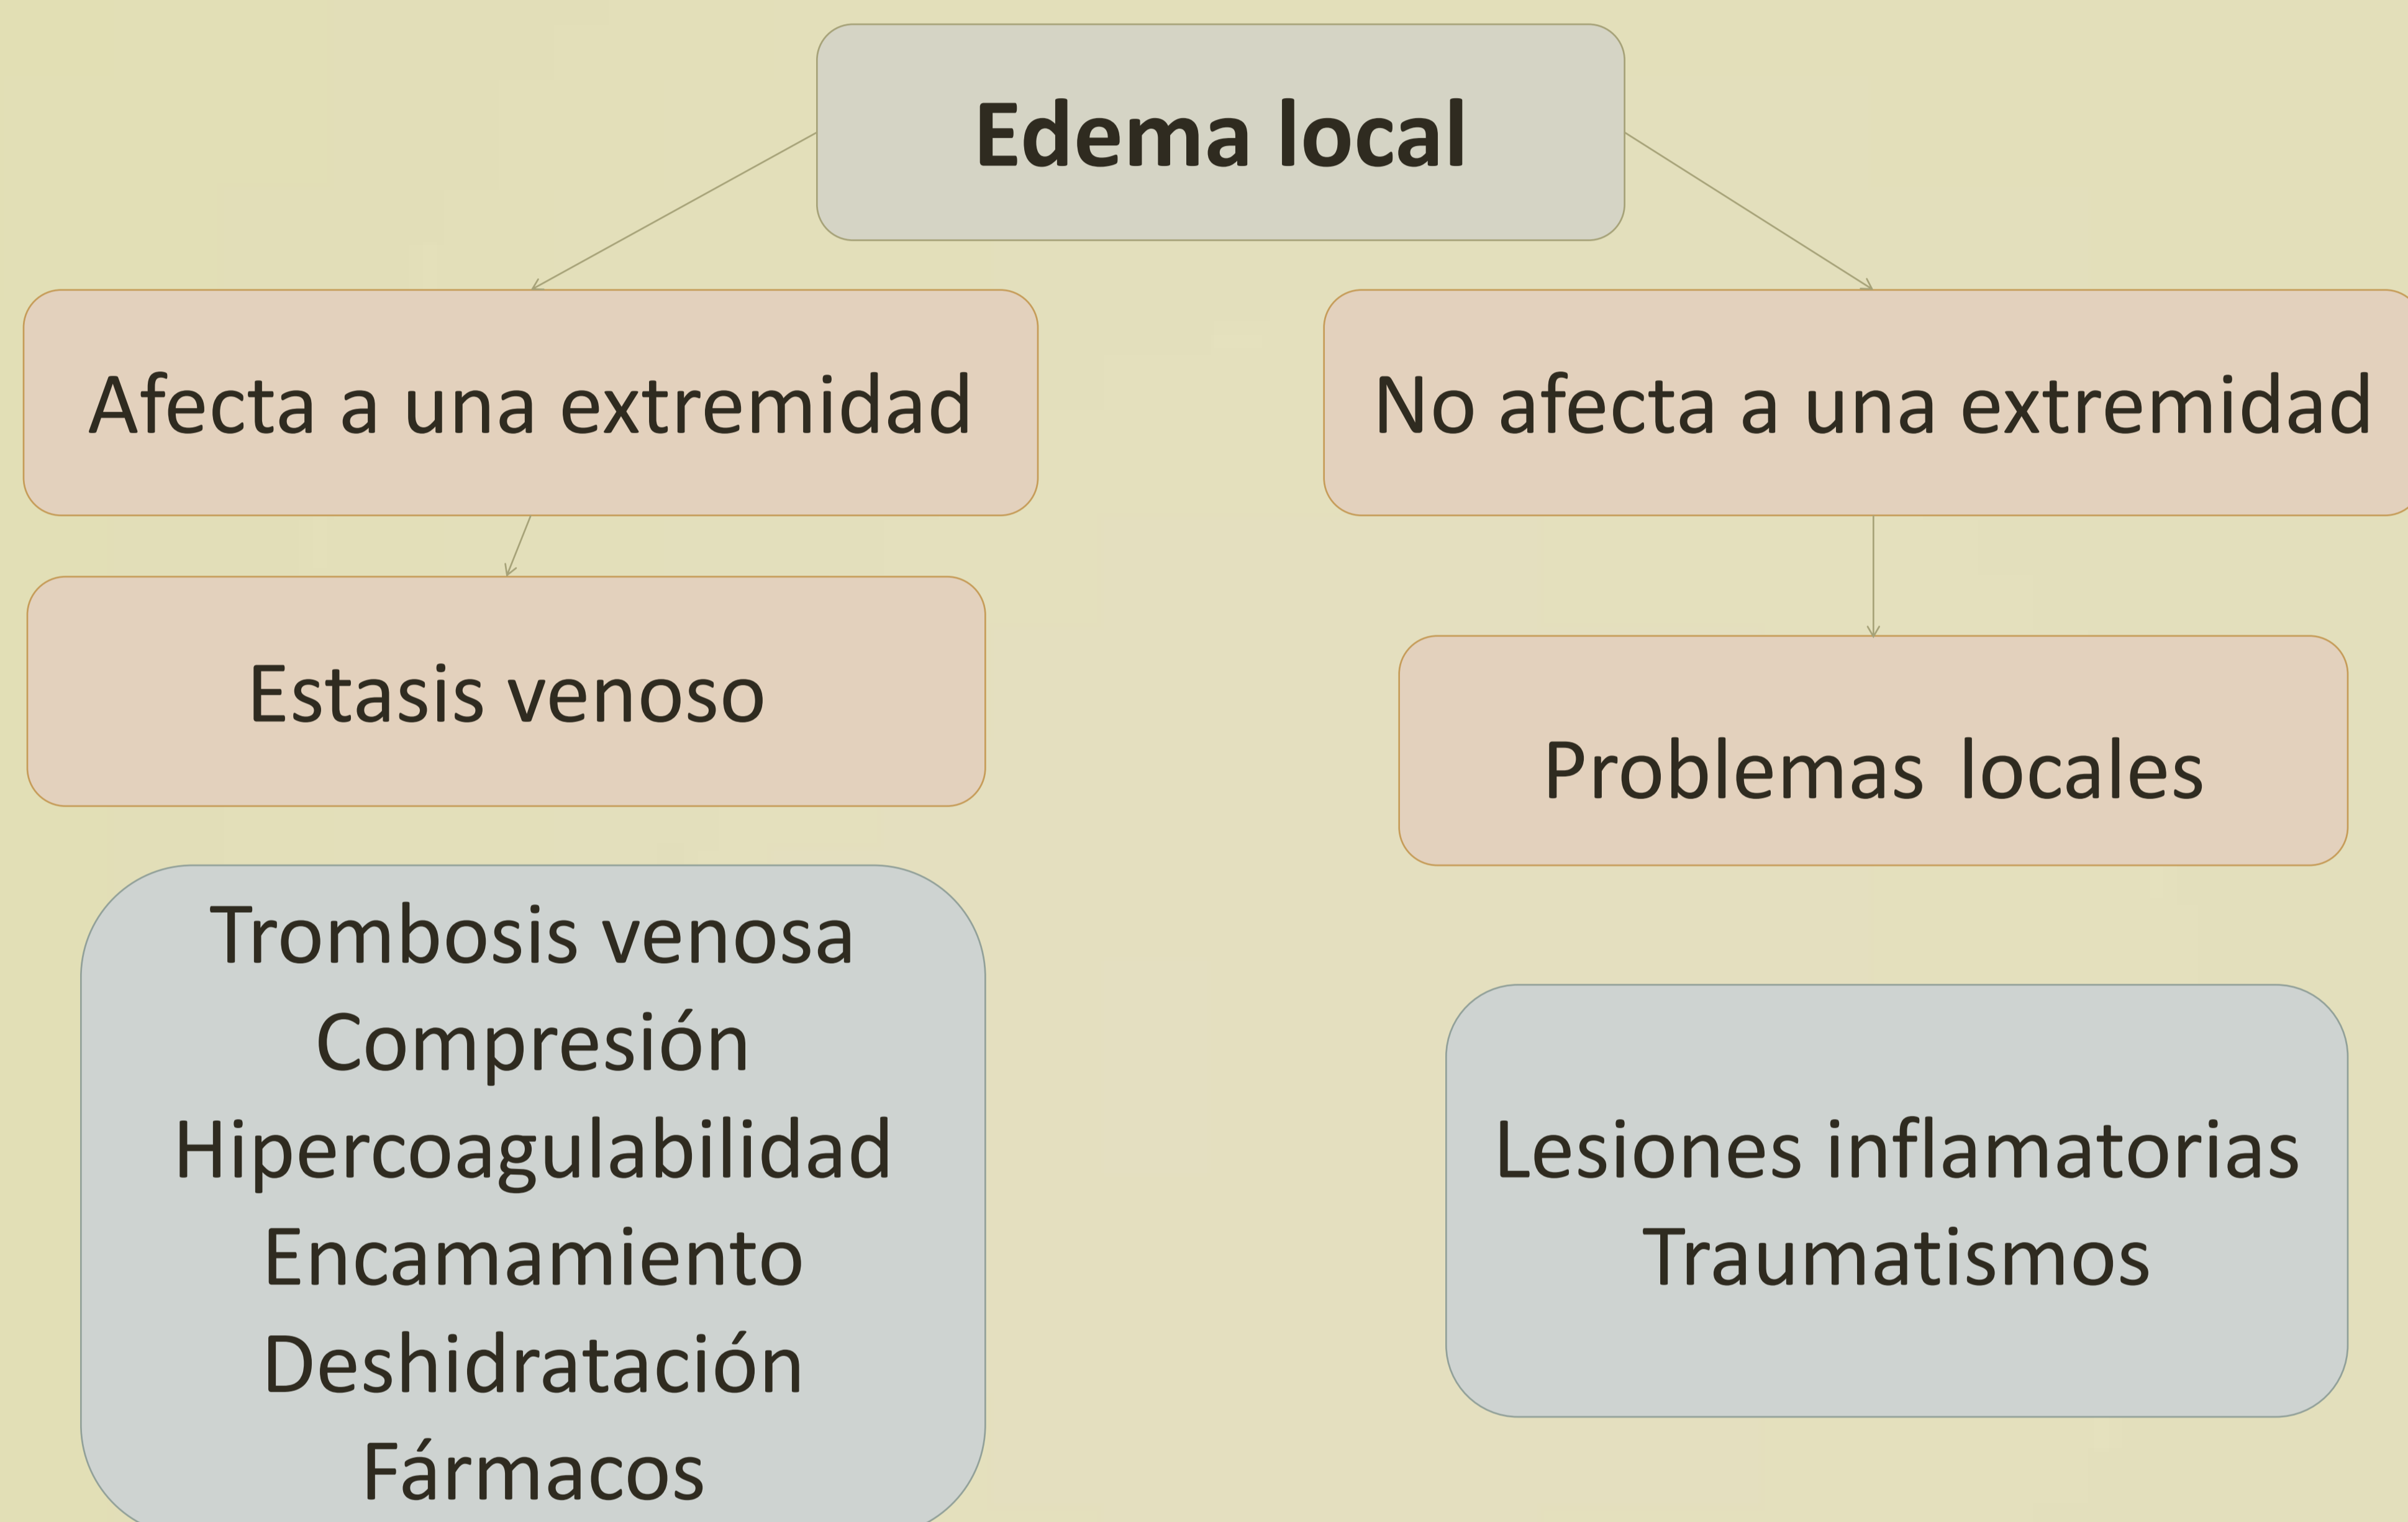 Edema local
Afecta a una extremidad
No afecta a una extremidad
Estasis venoso
Problemas locales
Trombosis venosa
Compresión
Hipercoagulabilidad
Encamamiento
Deshidratación
Fármacos
Lesiones inflamatorias
Traumatismos